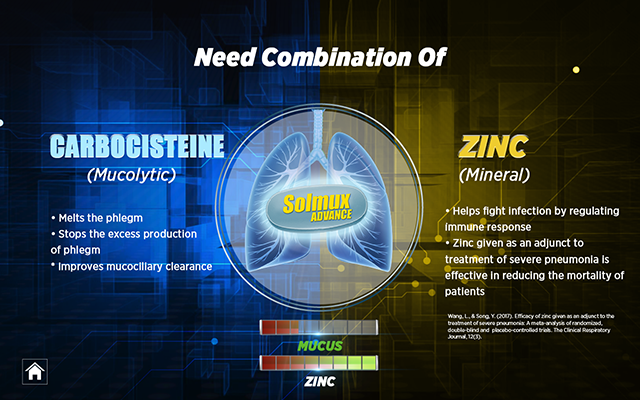 Need Combination Of
CARBOCISTEINE
(Mucolytic)
• Melts the phlegm
• Stops the excess production
of phlegm
* Improves mucociliary clearance
Solmux
ADVANCE
ZINC
(Mineral)
• Helps fight infection by regulating
immune response
• Zinc given as an adjunct to
treatment of severe pneumonia is
effective in reducing the mortality of
patients
Wang, L., & Song, Y. (2017). Efficacy of zinc given as an adjunct to the
treatment of severe pneumonia: A meta-analysis of randomized,
double-blind and placebo-controlled trials. The Clinical Respiratory
Journal, 12(3).
MUCUS
ZINC